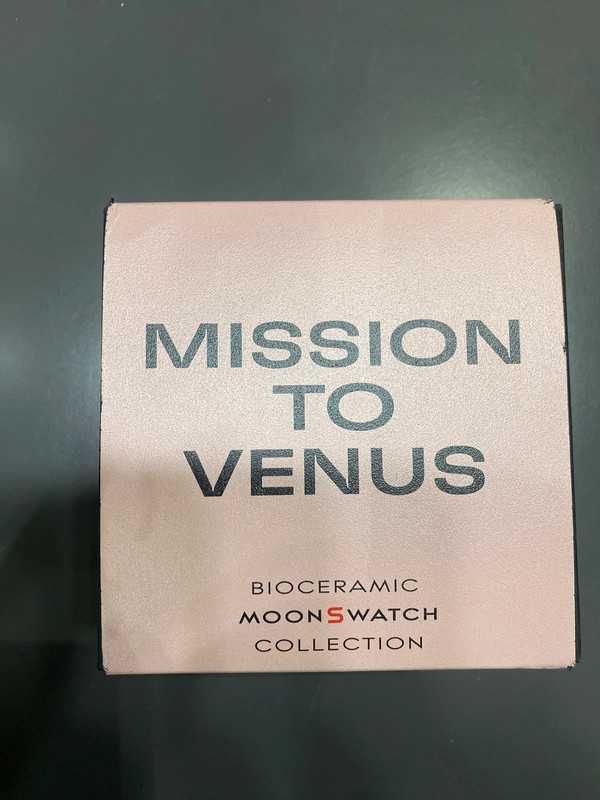 MISSION
TO
VENUS
BIOCERAMIC
MOONSWATCH
COLLECTION